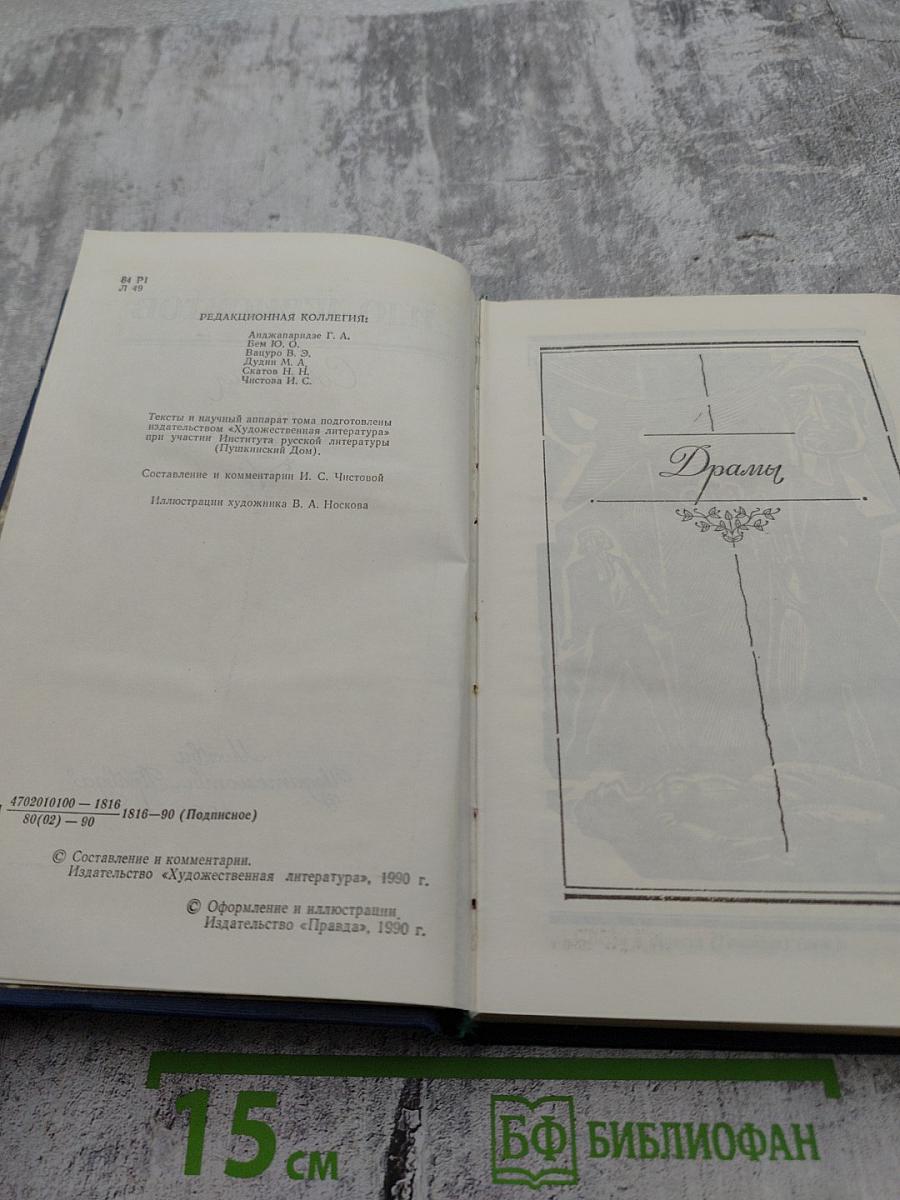 84 Р1
Л 49
РЕДАКЦИОННАЯ КОЛЛЕГИЯ:
Анджапаридзе Г. А.
Бем Ю. О.
Вацуро В. Э.
Дудин М. А.
Скатов Н. Н.
Чистова И. С.
Тексты и научный аппарат тома подготовлены
издательством «Художественная литература»
при участии Института русской литературы
(Пушкинский Дом).
Составление и комментарии И. С. Чистовой
Иллюстрации художника В. А. Носкова
4702010100 — 1816
80(02) — 90
1816—90 (Подписное)
© Составление и комментарии.
Издательство «Художественная литература», 1990 г.
© Оформление и иллюстрации.
Издательство «Правда», 1990 г.
Драмы
15 см
БФ БИБЛИОФАН